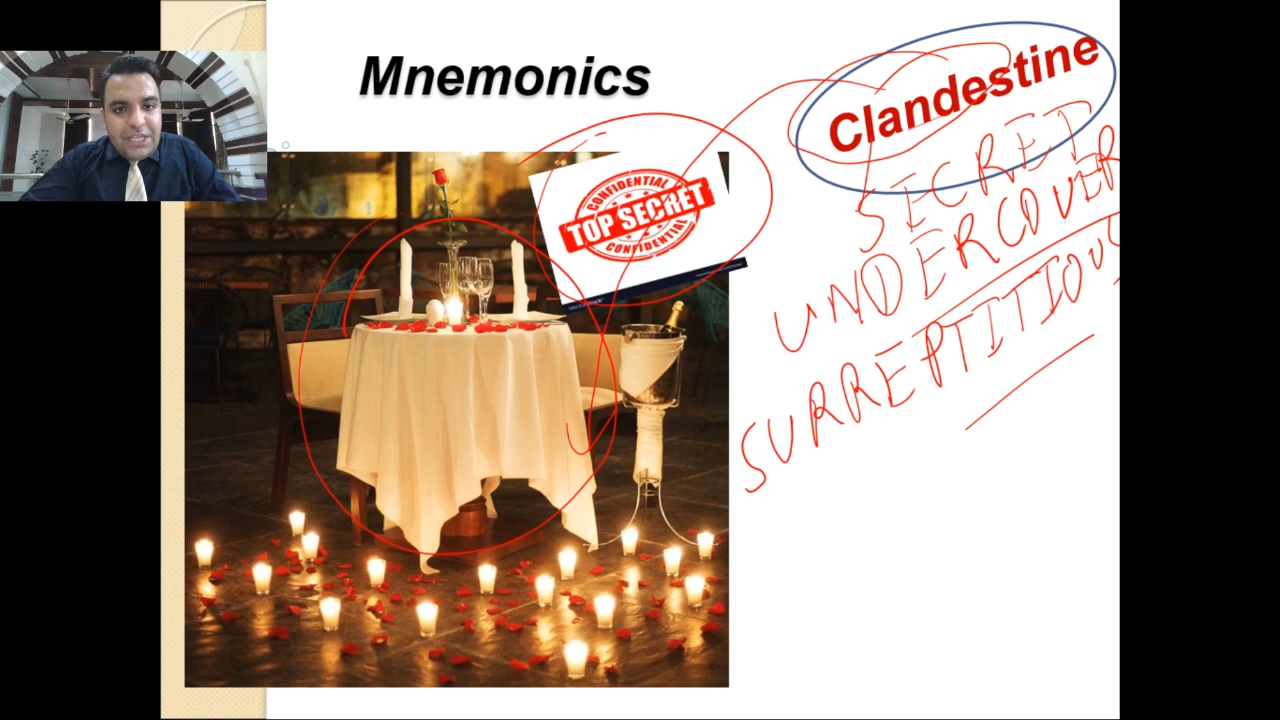 Mnemonics
Clandestine
CONFIDENTIAL
TOP SECRET
CONFIDENTIAL
SECRET
UNDERCOVER
SURREPTITIOUS